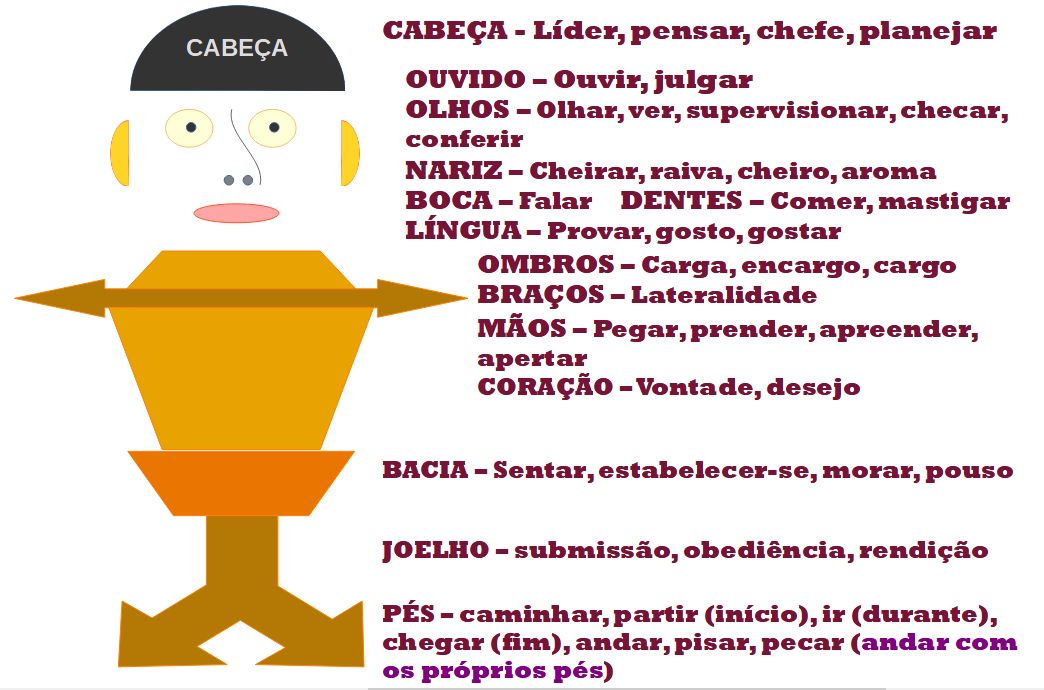 CABEÇA
CABEÇA - Líder, pensar, chefe, planejar
OUVIDO – Ouvir, julgar
OLHOS – Olhar, ver, supervisionar, checar,
conferir
NARIZ – Cheirar, raiva, cheiro, aroma
BOCA – Falar DENTES – Comer, mastigar
LÍNGUA – Provar, gosto, gostar
OMBROS – Carga, encargo, cargo
BRAÇOS – Lateralidade
MÃOS – Pegar, prender, apreender,
apertar
CORAÇÃO – Vontade, desejo
BACIA – Sentar, estabelecer-se, morar, pouso
JOELHO – submissão, obediência, rendição
PÉS – caminhar, partir (início), ir (durante),
chegar (fim), andar, pisar, pecar (andar com
os próprios pés)